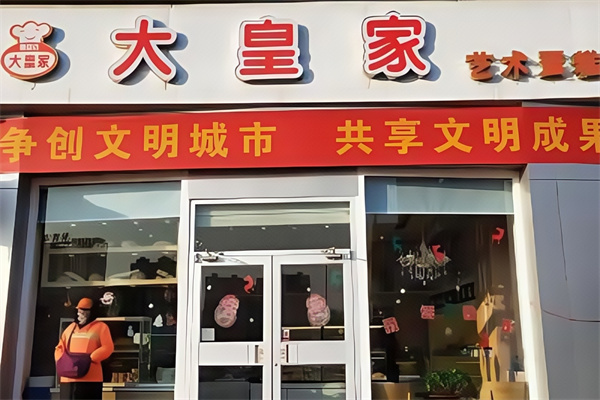 大皇家
大皇家
艺术蛋糕
争创文明城市 共享文明成果